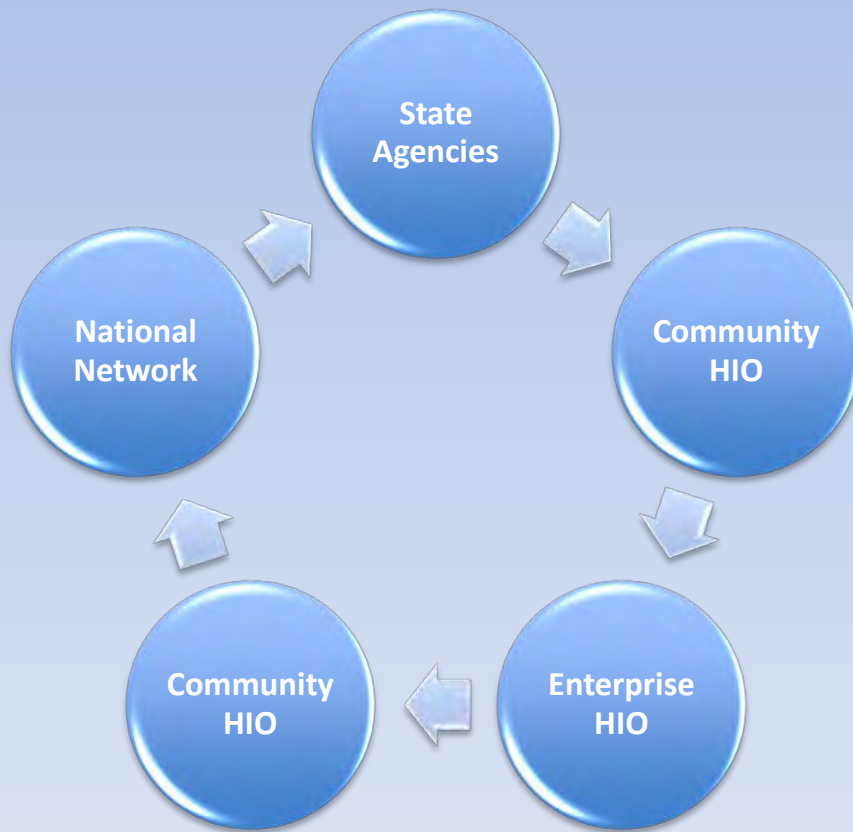 State
Agencies
Community
HIO
Enterprise
HIO
Community
HIO
National
Network